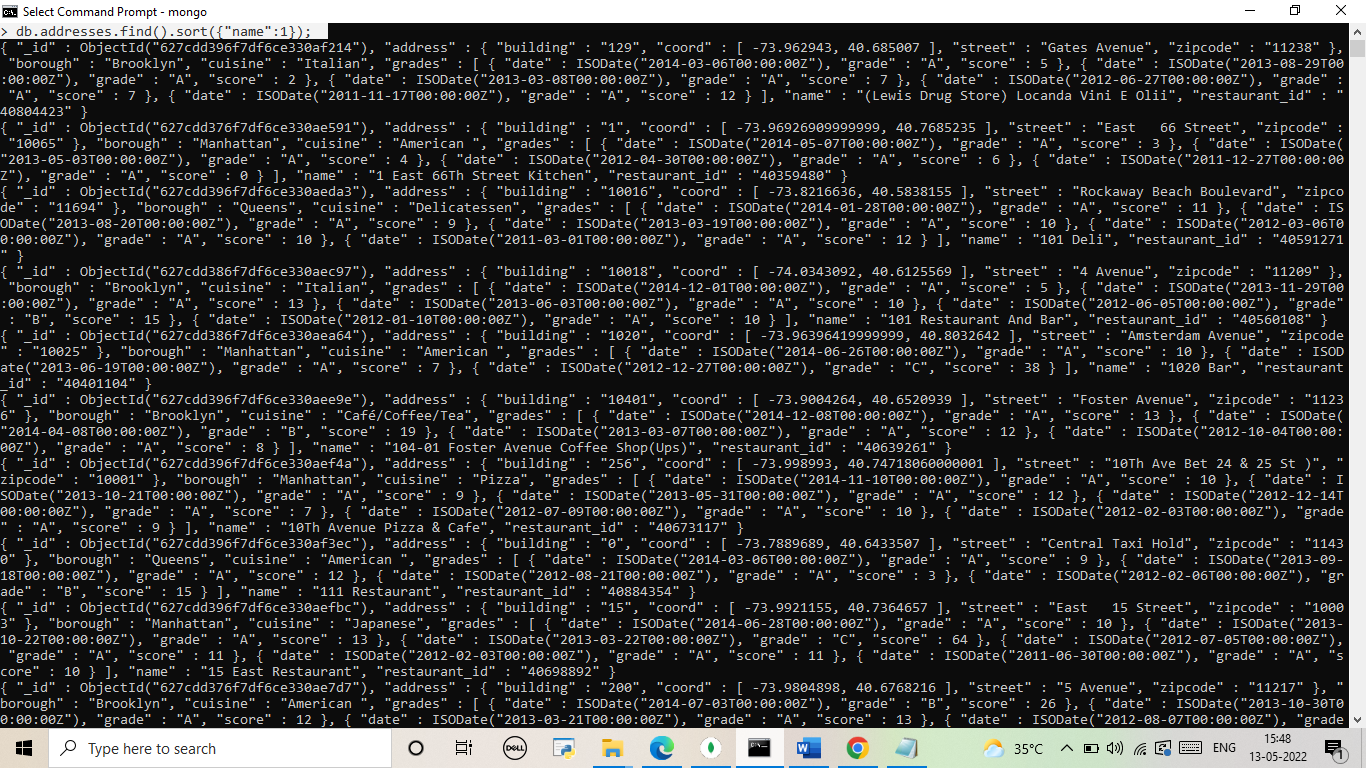 Select Command Prompt - mongo
> db.addresses.find().sort({"name":1});
{ "_id" : ObjectId("627cdd396f7df6ce330af214"), "address" : { "building" : "129", "coord" : [ -73.962943, 40.685007 ], "street" : "Gates Avenue", "zipcode" : "11238" },
"borough" : "Brooklyn", "cuisine" : "Italian", "grades" : [ { "date" : ISODate("2014-03-06T00:00:00Z"), "grade" : "A", "score" : 5 }, { "date" : ISODate("2013-08-29T00
:00:00Z"), "grade" : "A", "score" : 2 }, { "date" : ISODate("2013-03-08T00:00:00Z"), "grade" : "A", "score" : 7 }, { "date" : ISODate("2012-06-27T00:00:00Z"), "grade" :
"A", "score" : 7 }, { "date" : ISODate("2011-11-17T00:00:00Z"), "grade" : "A", "score" : 12 } ], "name" : "(Lewis Drug Store) Locanda Vini E Olii", "restaurant_id" : "
40804423" }
{ "_id" : ObjectId("627cdd376f7df6ce330ae591"), "address" : { "building" : "1", "coord" : [ -73.96926909999999, 40.7685235 ], "street" : "East   66 Street", "zipcode" :
"10065" }, "borough" : "Manhattan", "cuisine" : "American ", "grades" : [ { "date" : ISODate("2014-05-07T00:00:00Z"), "grade" : "A", "score" : 3 }, { "date" : ISODate(
"2013-05-03T00:00:00Z"), "grade" : "A", "score" : 4 }, { "date" : ISODate("2012-04-30T00:00:00Z"), "grade" : "A", "score" : 6 }, { "date" : ISODate("2011-12-27T00:00:00
Z"), "grade" : "A", "score" : 0 } ], "name" : "1 East 66Th Street Kitchen", "restaurant_id" : "40359480" }
{ "_id" : ObjectId("627cdd396f7df6ce330aeda3"), "address" : { "building" : "10016", "coord" : [ -73.8216636, 40.5838155 ], "street" : "Rockaway Beach Boulevard", "zipco
de" : "11694" }, "borough" : "Queens", "cuisine" : "Delicatessen", "grades" : [ { "date" : ISODate("2014-01-28T00:00:00Z"), "grade" : "A", "score" : 11 }, { "date" : IS
ODate("2013-08-20T00:00:00Z"), "grade" : "A", "score" : 9 }, { "date" : ISODate("2013-03-19T00:00:00Z"), "grade" : "A", "score" : 10 }, { "date" : ISODate("2012-03-06T0
0:00:00Z"), "grade" : "A", "score" : 10 }, { "date" : ISODate("2011-03-01T00:00:00Z"), "grade" : "A", "score" : 12 } ], "name" : "101 Deli", "restaurant_id" : "40591271
" }
{ "_id" : ObjectId("627cdd386f7df6ce330aec97"), "address" : { "building" : "10018", "coord" : [ -74.0343092, 40.6125569 ], "street" : "4 Avenue", "zipcode" : "11209" },
"borough" : "Brooklyn", "cuisine" : "Italian", "grades" : [ { "date" : ISODate("2014-12-01T00:00:00Z"), "grade" : "A", "score" : 5 }, { "date" : ISODate("2013-11-29T00
:00:00Z"), "grade" : "A", "score" : 13 }, { "date" : ISODate("2013-06-03T00:00:00Z"), "grade" : "A", "score" : 10 }, { "date" : ISODate("2012-06-05T00:00:00Z"), "grade"
: "B", "score" : 15 }, { "date" : ISODate("2012-01-10T00:00:00Z"), "grade" : "A", "score" : 10 } ], "name" : "101 Restaurant And Bar", "restaurant_id" : "40560108" }
{ "_id" : ObjectId("627cdd386f7df6ce330aea64"), "address" : { "building" : "1020", "coord" : [ -73.96396419999999, 40.8032642 ], "street" : "Amsterdam Avenue", "zipcode
" : "10025" }, "borough" : "Manhattan", "cuisine" : "American ", "grades" : [ { "date" : ISODate("2014-06-26T00:00:00Z"), "grade" : "A", "score" : 10 }, { "date" : ISOD
ate("2013-06-19T00:00:00Z"), "grade" : "A", "score" : 7 }, { "date" : ISODate("2012-12-27T00:00:00Z"), "grade" : "C", "score" : 38 } ], "name" : "1020 Bar", "restaurant
_id" : "40401104" }
{ "_id" : ObjectId("627cdd396f7df6ce330aee9e"), "address" : { "building" : "10401", "coord" : [ -73.9004264, 40.6520939 ], "street" : "Foster Avenue", "zipcode" : "1123
6" }, "borough" : "Brooklyn", "cuisine" : "Café/Coffee/Tea", "grades" : [ { "date" : ISODate("2014-12-08T00:00:00Z"), "grade" : "A", "score" : 13 }, { "date" : ISODate(
"2014-04-08T00:00:00Z"), "grade" : "B", "score" : 19 }, { "date" : ISODate("2013-03-07T00:00:00Z"), "grade" : "A", "score" : 12 }, { "date" : ISODate("2012-10-04T00:00:
00Z"), "grade" : "A", "score" : 8 } ], "name" : "104-01 Foster Avenue Coffee Shop(Ups)", "restaurant_id" : "40639261" }
{ "_id" : ObjectId("627cdd396f7df6ce330aef4a"), "address" : { "building" : "256", "coord" : [ -73.998993, 40.74718060000001 ], "street" : "10Th Ave Bet 24 & 25 St )", "
zipcode" : "10001" }, "borough" : "Manhattan", "cuisine" : "Pizza", "grades" : [ { "date" : ISODate("2014-11-10T00:00:00Z"), "grade" : "A", "score" : 10 }, { "date" : I
SODate("2013-10-21T00:00:00Z"), "grade" : "A", "score" : 9 }, { "date" : ISODate("2013-05-31T00:00:00Z"), "grade" : "A", "score" : 12 }, { "date" : ISODate("2012-12-14T
00:00:00Z"), "grade" : "A", "score" : 7 }, { "date" : ISODate("2012-07-09T00:00:00Z"), "grade" : "A", "score" : 10 }, { "date" : ISODate("2012-02-03T00:00:00Z"), "grade
" : "A", "score" : 9 } ], "name" : "10Th Avenue Pizza & Cafe", "restaurant_id" : "40673117" }
{ "_id" : ObjectId("627cdd396f7df6ce330af3ec"), "address" : { "building" : "0", "coord" : [ -73.7889689, 40.6433507 ], "street" : "Central Taxi Hold", "zipcode" : "1143
0" }, "borough" : "Queens", "cuisine" : "American ", "grades" : [ { "date" : ISODate("2014-03-06T00:00:00Z"), "grade" : "A", "score" : 9 }, { "date" : ISODate("2013-09-
18T00:00:00Z"), "grade" : "A", "score" : 12 }, { "date" : ISODate("2012-08-21T00:00:00Z"), "grade" : "A", "score" : 3 }, { "date" : ISODate("2012-02-06T00:00:00Z"), "gr
ade" : "B", "score" : 15 } ], "name" : "111 Restaurant", "restaurant_id" : "40884354" }
{ "_id" : ObjectId("627cdd396f7df6ce330aefbc"), "address" : { "building" : "15", "coord" : [ -73.9921155, 40.7364657 ], "street" : "East   15 Street", "zipcode" : "1000
3" }, "borough" : "Manhattan", "cuisine" : "Japanese", "grades" : [ { "date" : ISODate("2014-06-28T00:00:00Z"), "grade" : "A", "score" : 10 }, { "date" : ISODate("2013-
10-22T00:00:00Z"), "grade" : "A", "score" : 13 }, { "date" : ISODate("2013-03-22T00:00:00Z"), "grade" : "C", "score" : 64 }, { "date" : ISODate("2012-07-05T00:00:00Z"),
"grade" : "A", "score" : 11 }, { "date" : ISODate("2012-02-03T00:00:00Z"), "grade" : "A", "score" : 11 }, { "date" : ISODate("2011-06-30T00:00:00Z"), "grade" : "A", "s
core" : 10 } ], "name" : "15 East Restaurant", "restaurant_id" : "40698892" }
{ "_id" : ObjectId("627cdd376f7df6ce330ae7d7"), "address" : { "building" : "200", "coord" : [ -73.9804898, 40.6768216 ], "street" : "5 Avenue", "zipcode" : "11217" }, "
borough" : "Brooklyn", "cuisine" : "American ", "grades" : [ { "date" : ISODate("2014-07-03T00:00:00Z"), "grade" : "B", "score" : 26 }, { "date" : ISODate("2013-10-30T0
0:00:00Z"), "grade" : "A", "score" : 12 }, { "date" : ISODate("2013-03-21T00:00:00Z"), "grade" : "A", "score" : 13 }, { "date" : ISODate("2012-08-07T00:00:00Z"), "grade
Type here to search
DELL
35°C
ENG
15:48
13-05-2022
1